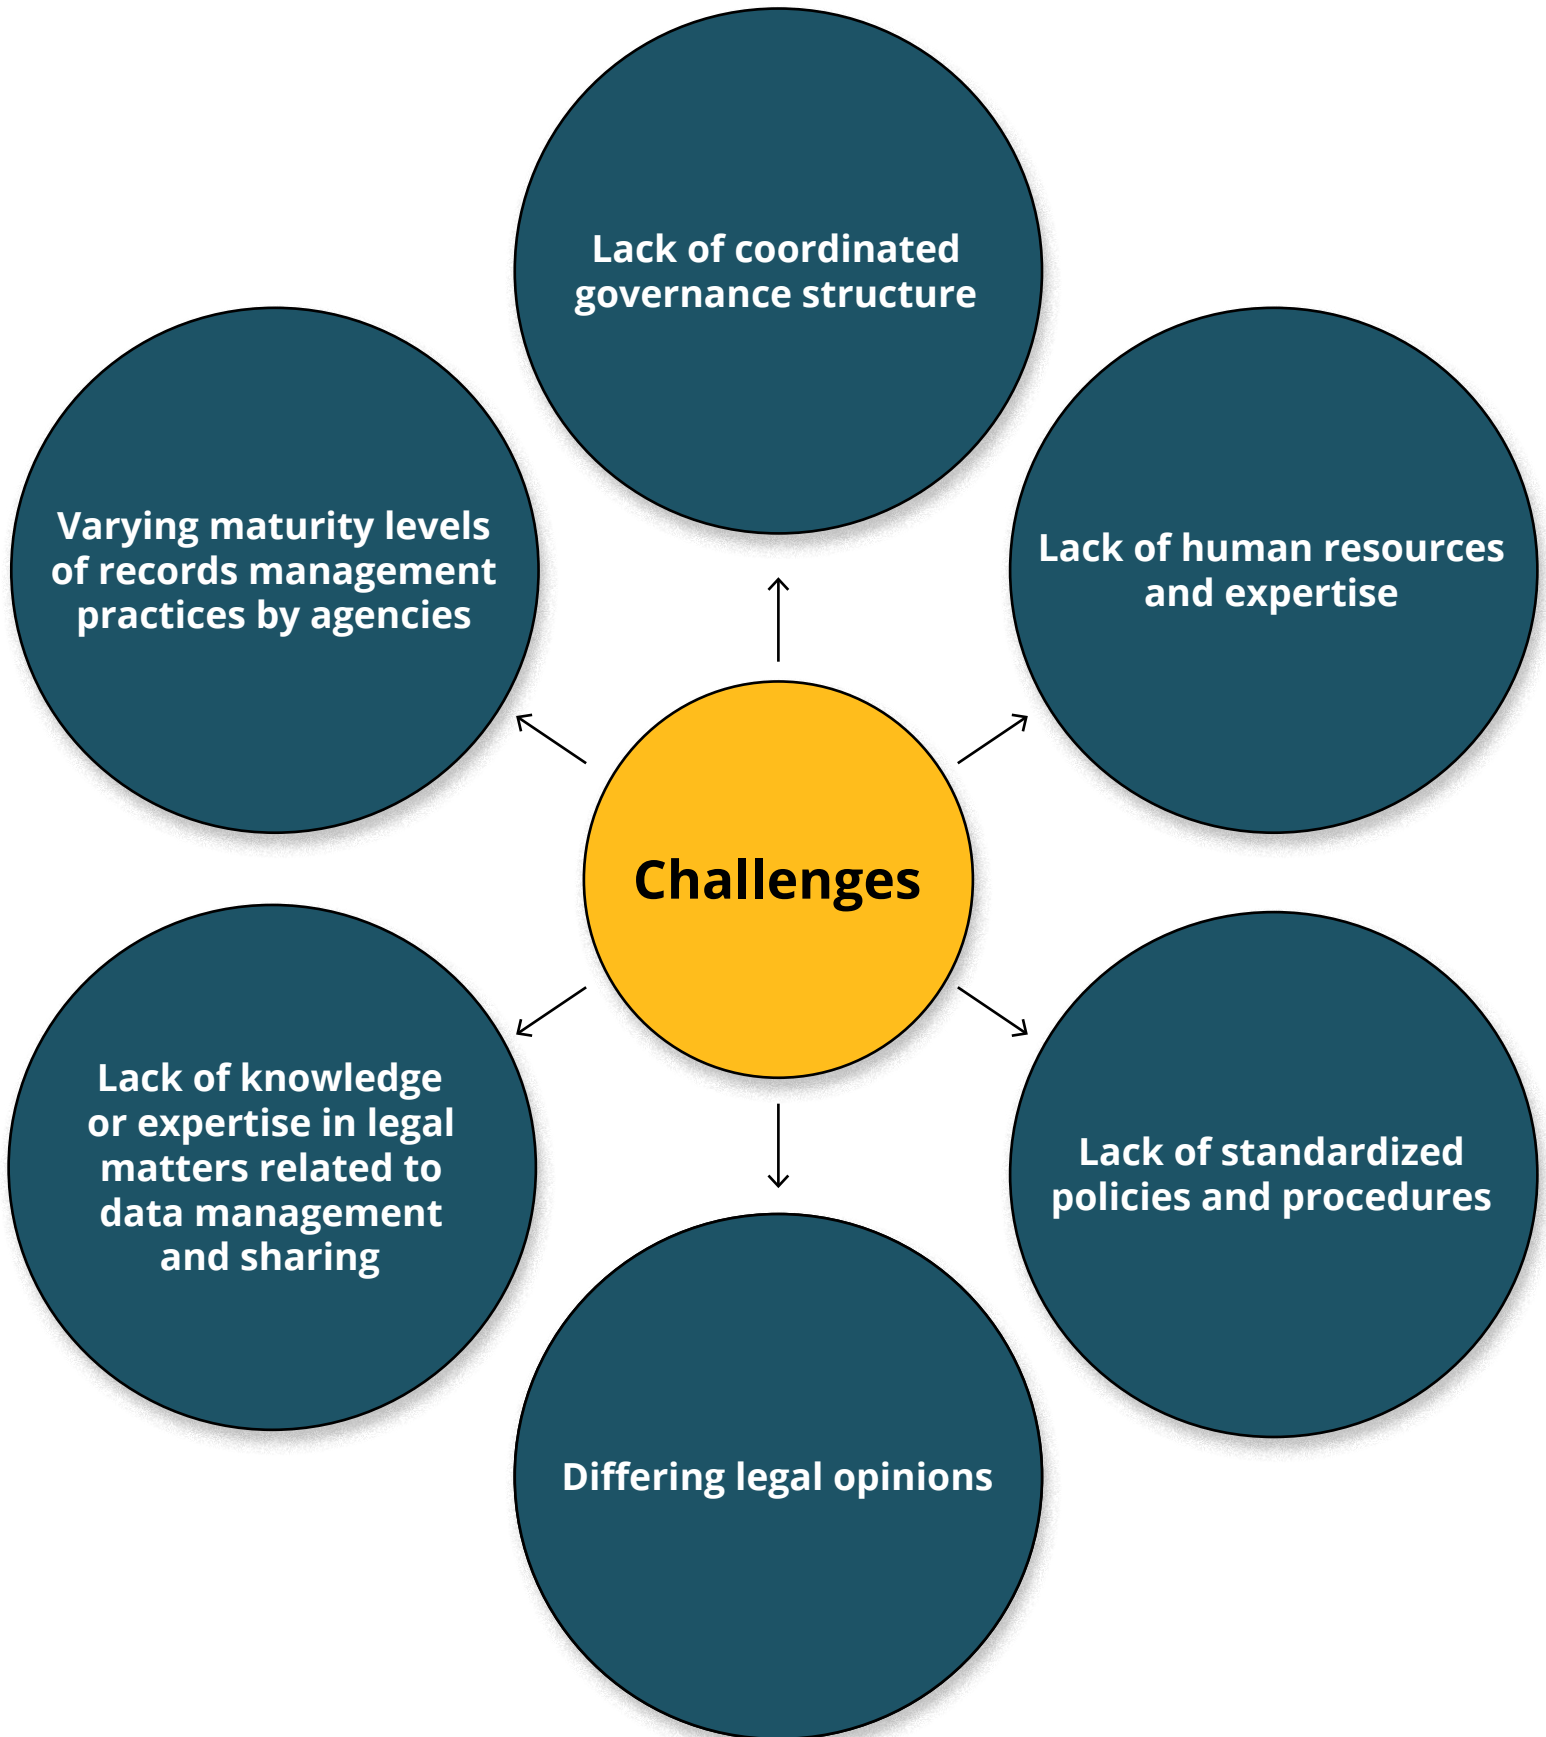 Lack of coordinated
governance structure
Varying maturity levels
of records management
practices by agencies
Lack of human resources
and expertise
Challenges
Lack of knowledge
or expertise in legal
matters related to
data management
and sharing
Lack of standardized
policies and procedures
Differing legal opinions